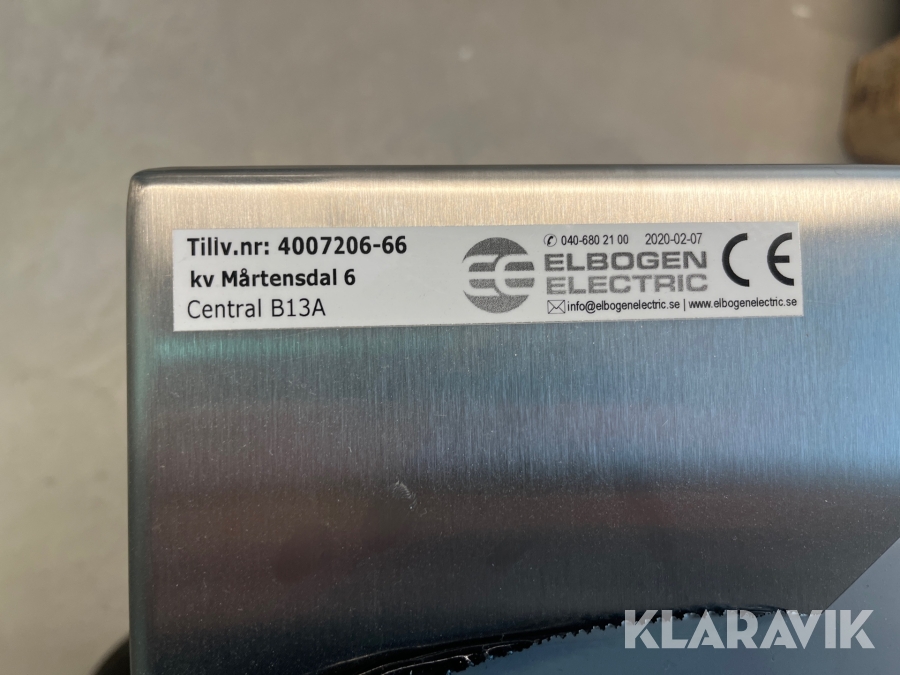 Tillv.nr: 4007206-66
kv Mårtensdal 6
Central B13A
040-680 21 00 2020-02-07
ELBOGEN
ELECTRIC
info@elbogenelectric.se | www.elbogenelectric.se
CE
KLARAVIK